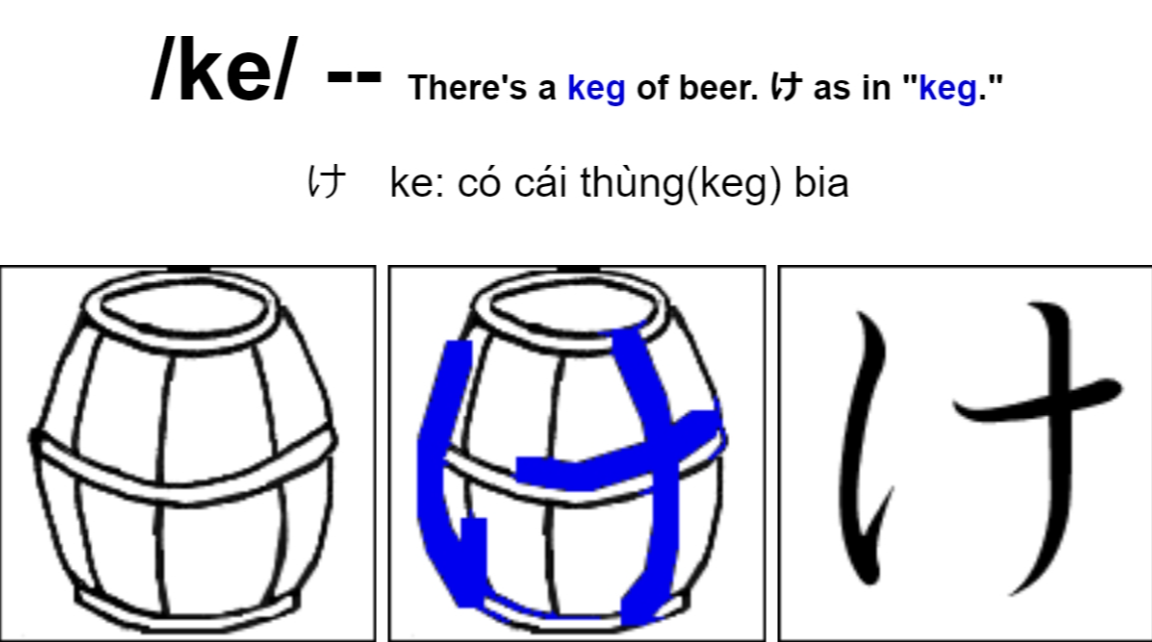 /ke/ -- There's a keg of beer. け as in "keg."
け ke: có cái thùng(keg) bia
け